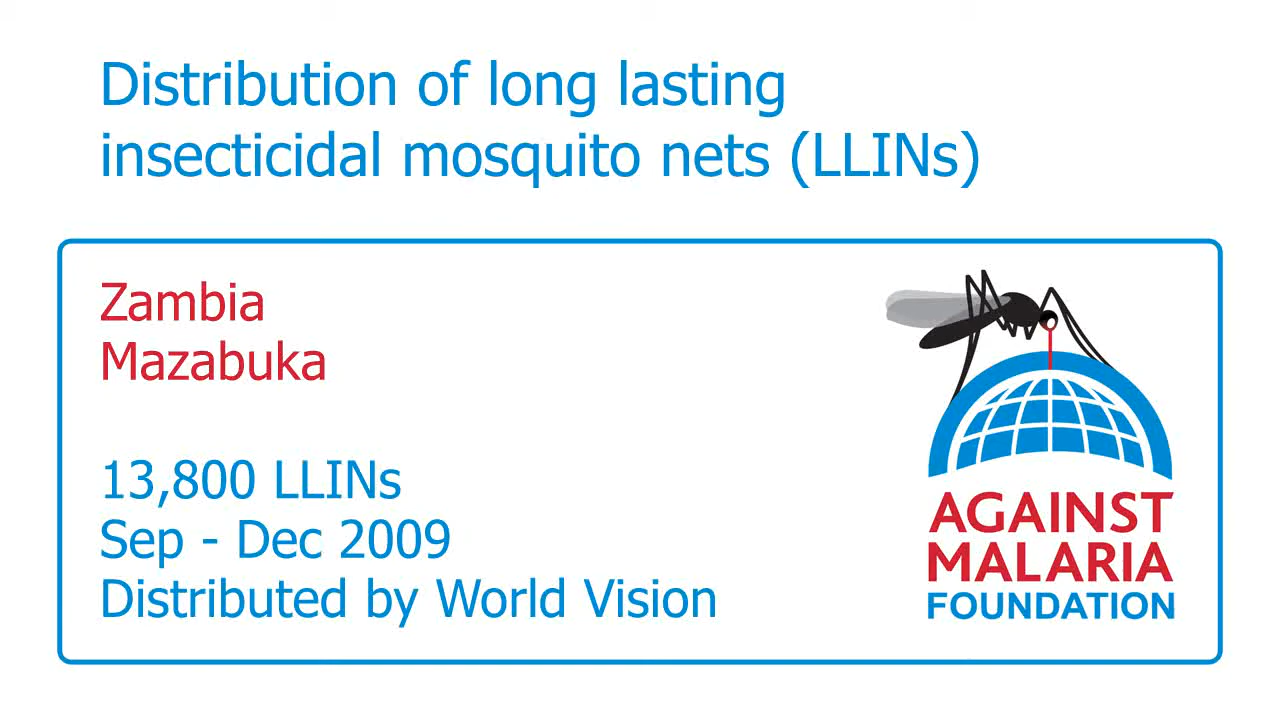 Distribution of long lasting
insecticidal mosquito nets (LLINs)
Zambia
Mazabuka
13,800 LLINs
Sep - Dec 2009
Distributed by World Vision
AGAINST
MALARIA
FOUNDATION